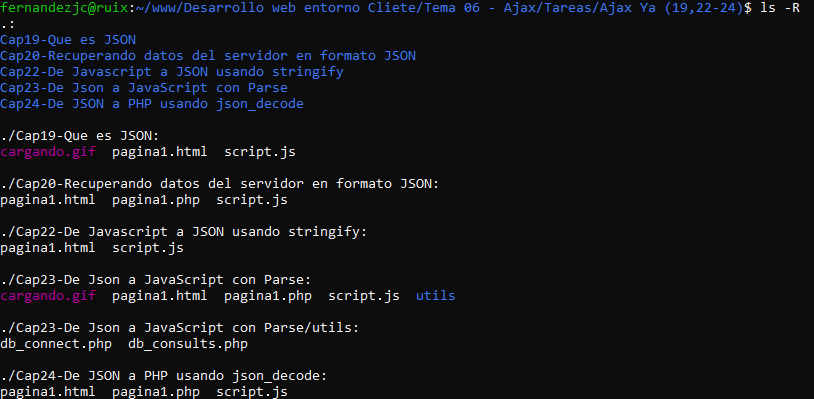 fernandezjc@ruix:~/www/Desarrollo web entorno Cliete/Tema 06 - Ajax/Tareas/Ajax Ya (19,22-24)$ ls -R
.:
Cap19-Que es JSON
Cap20-Recuperando datos del servidor en formato JSON
Cap22-De Javascript a JSON usando stringify
Cap23-De Json a JavaScript con Parse
Cap24-De JSON a PHP usando json_decode
./Cap19-Que es JSON:
cargando.gif  pagina1.html  script.js
./Cap20-Recuperando datos del servidor en formato JSON:
pagina1.html  pagina1.php  script.js
./Cap22-De Javascript a JSON usando stringify:
pagina1.html  script.js
./Cap23-De Json a JavaScript con Parse:
cargando.gif  pagina1.html  pagina1.php  script.js  utils
./Cap23-De Json a JavaScript con Parse/utils:
db_connect.php  db_consults.php
./Cap24-De JSON a PHP usando json_decode:
pagina1.html  pagina1.php  script.js